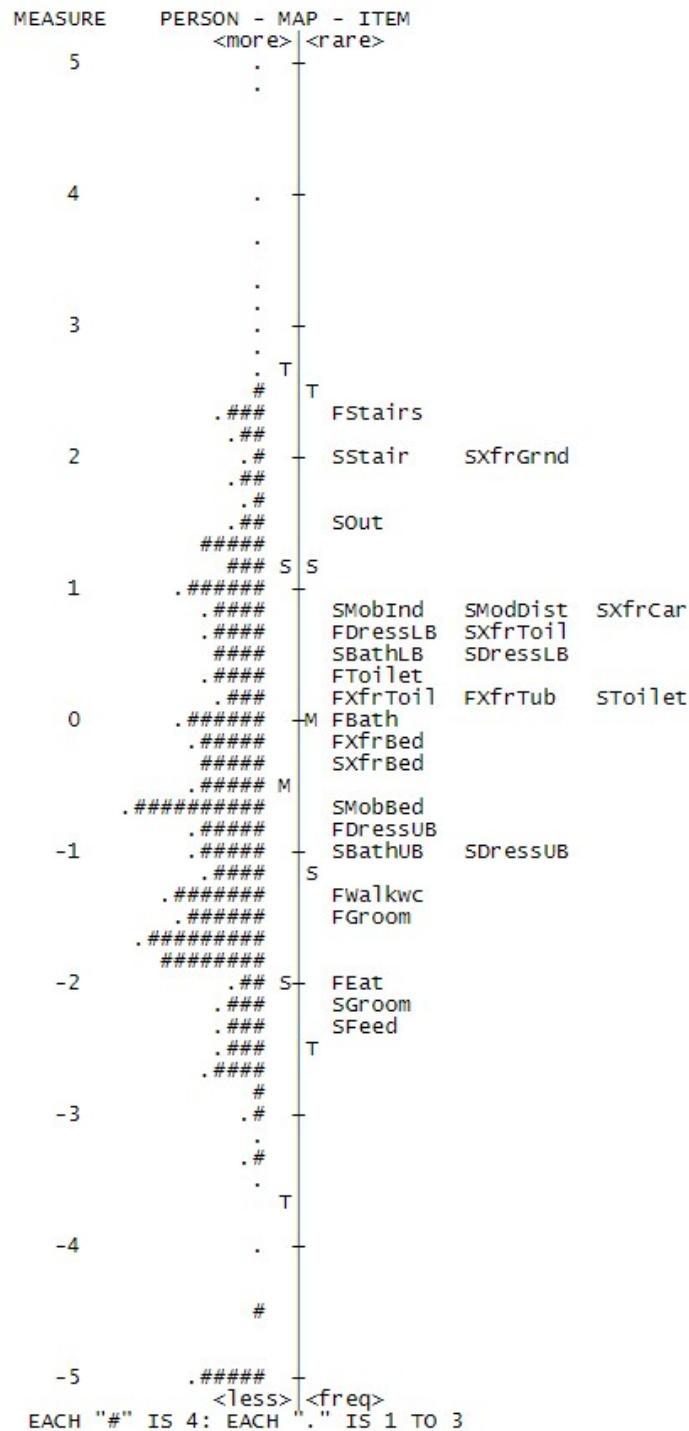 MEASURE PERSON - MAP - ITEM
<more>|<rare>
5 . +
.
4 . +
.
.
.
3 . +
.
. T
# T
.### FStairs
.##
2 .# + SStair SXfrGrnd
.##
.#
.## SOut
#####
### S S
1 .###### +
.#### SMobInd SModDist SXfrCar
.#### FDressLB SXfrToil
#### SBathLB SDressLB
.#### FToilet
.### FXfrToil FXfrTub SToilet
0 .###### +M FBath
.##### FXfrBed
##### SXfrBed
.##### M
.########## SMobBed
.##### FDressUB
-1 .##### + SBathUB SDressUB
.#### S
.####### FWalkwc
.###### FGroom
.#########
########
-2 .## S+ FEat
.### SGroom
.### SFeed
.### T
.####
#
-3 .# +
.
.#
.
T
-4 . +
#
-5 .##### +
<less>|<freq>
EACH "#" IS 4: EACH "." IS 1 TO 3